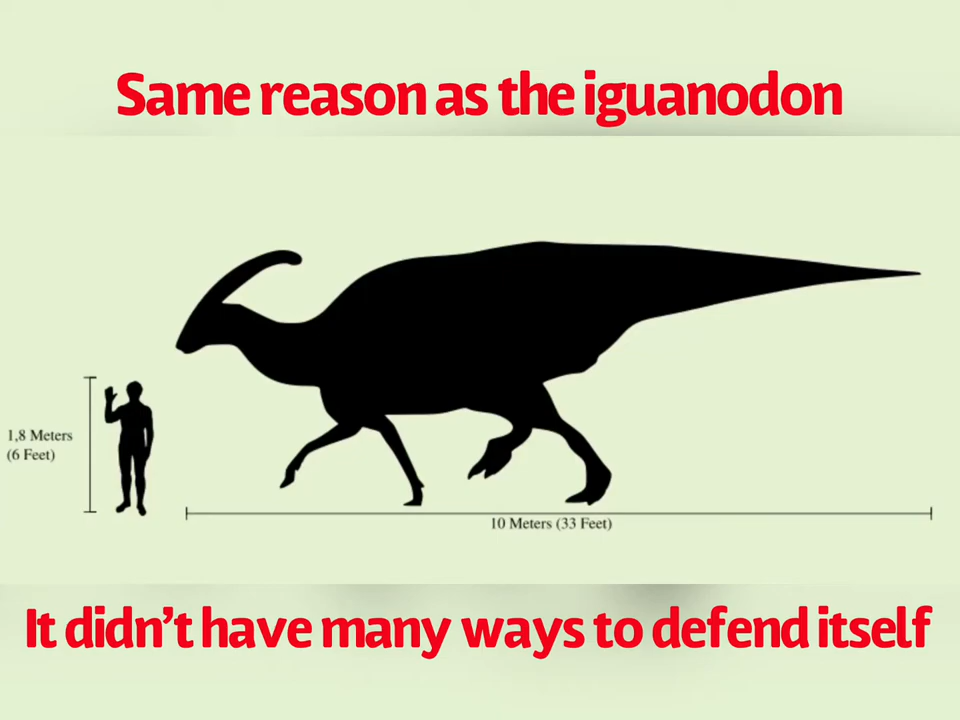 Same reason as the iguanodon
1,8 Meters
(6 Feet)
10 Meters (33 Feet)
It didn't have many ways to defend itself